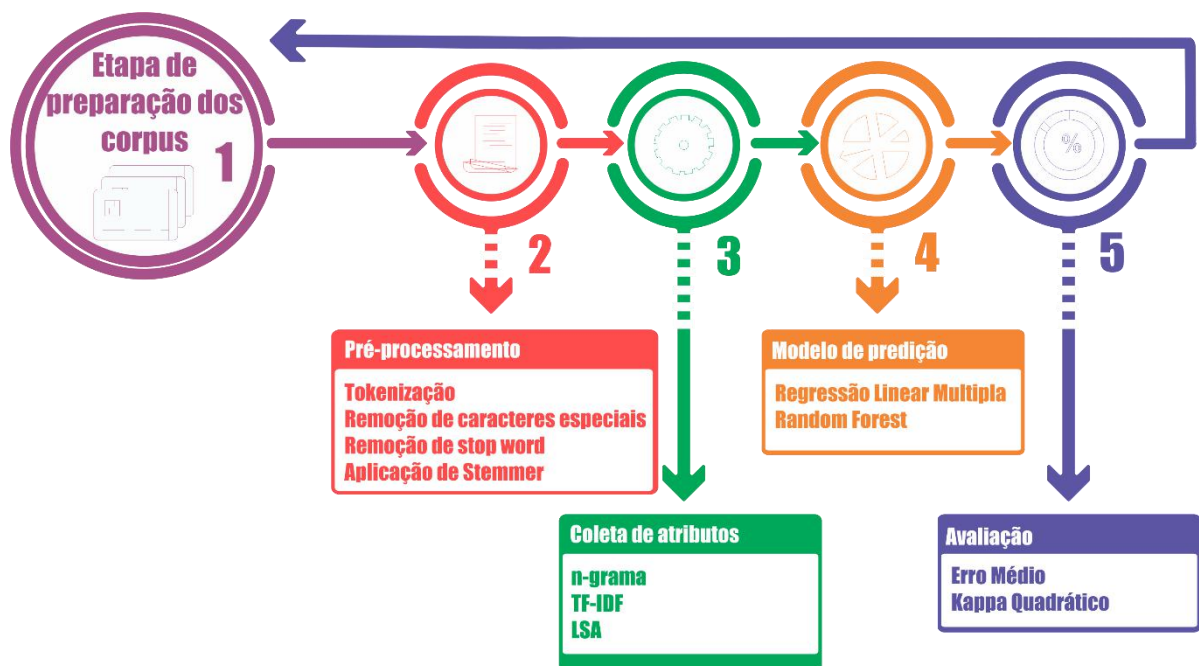 Etapa de
preparação dos
corpus
1
%
2
3
4
5
Pré-processamento
Tokenização
Remoção de caracteres especiais
Remoção de stop word
Aplicação de Stemmer
Modelo de predição
Regressão Linear Multipla
Random Forest
Coleta de atributos
n-grama
TF-IDF
LSA
Avaliação
Erro Médio
Kappa Quadrático